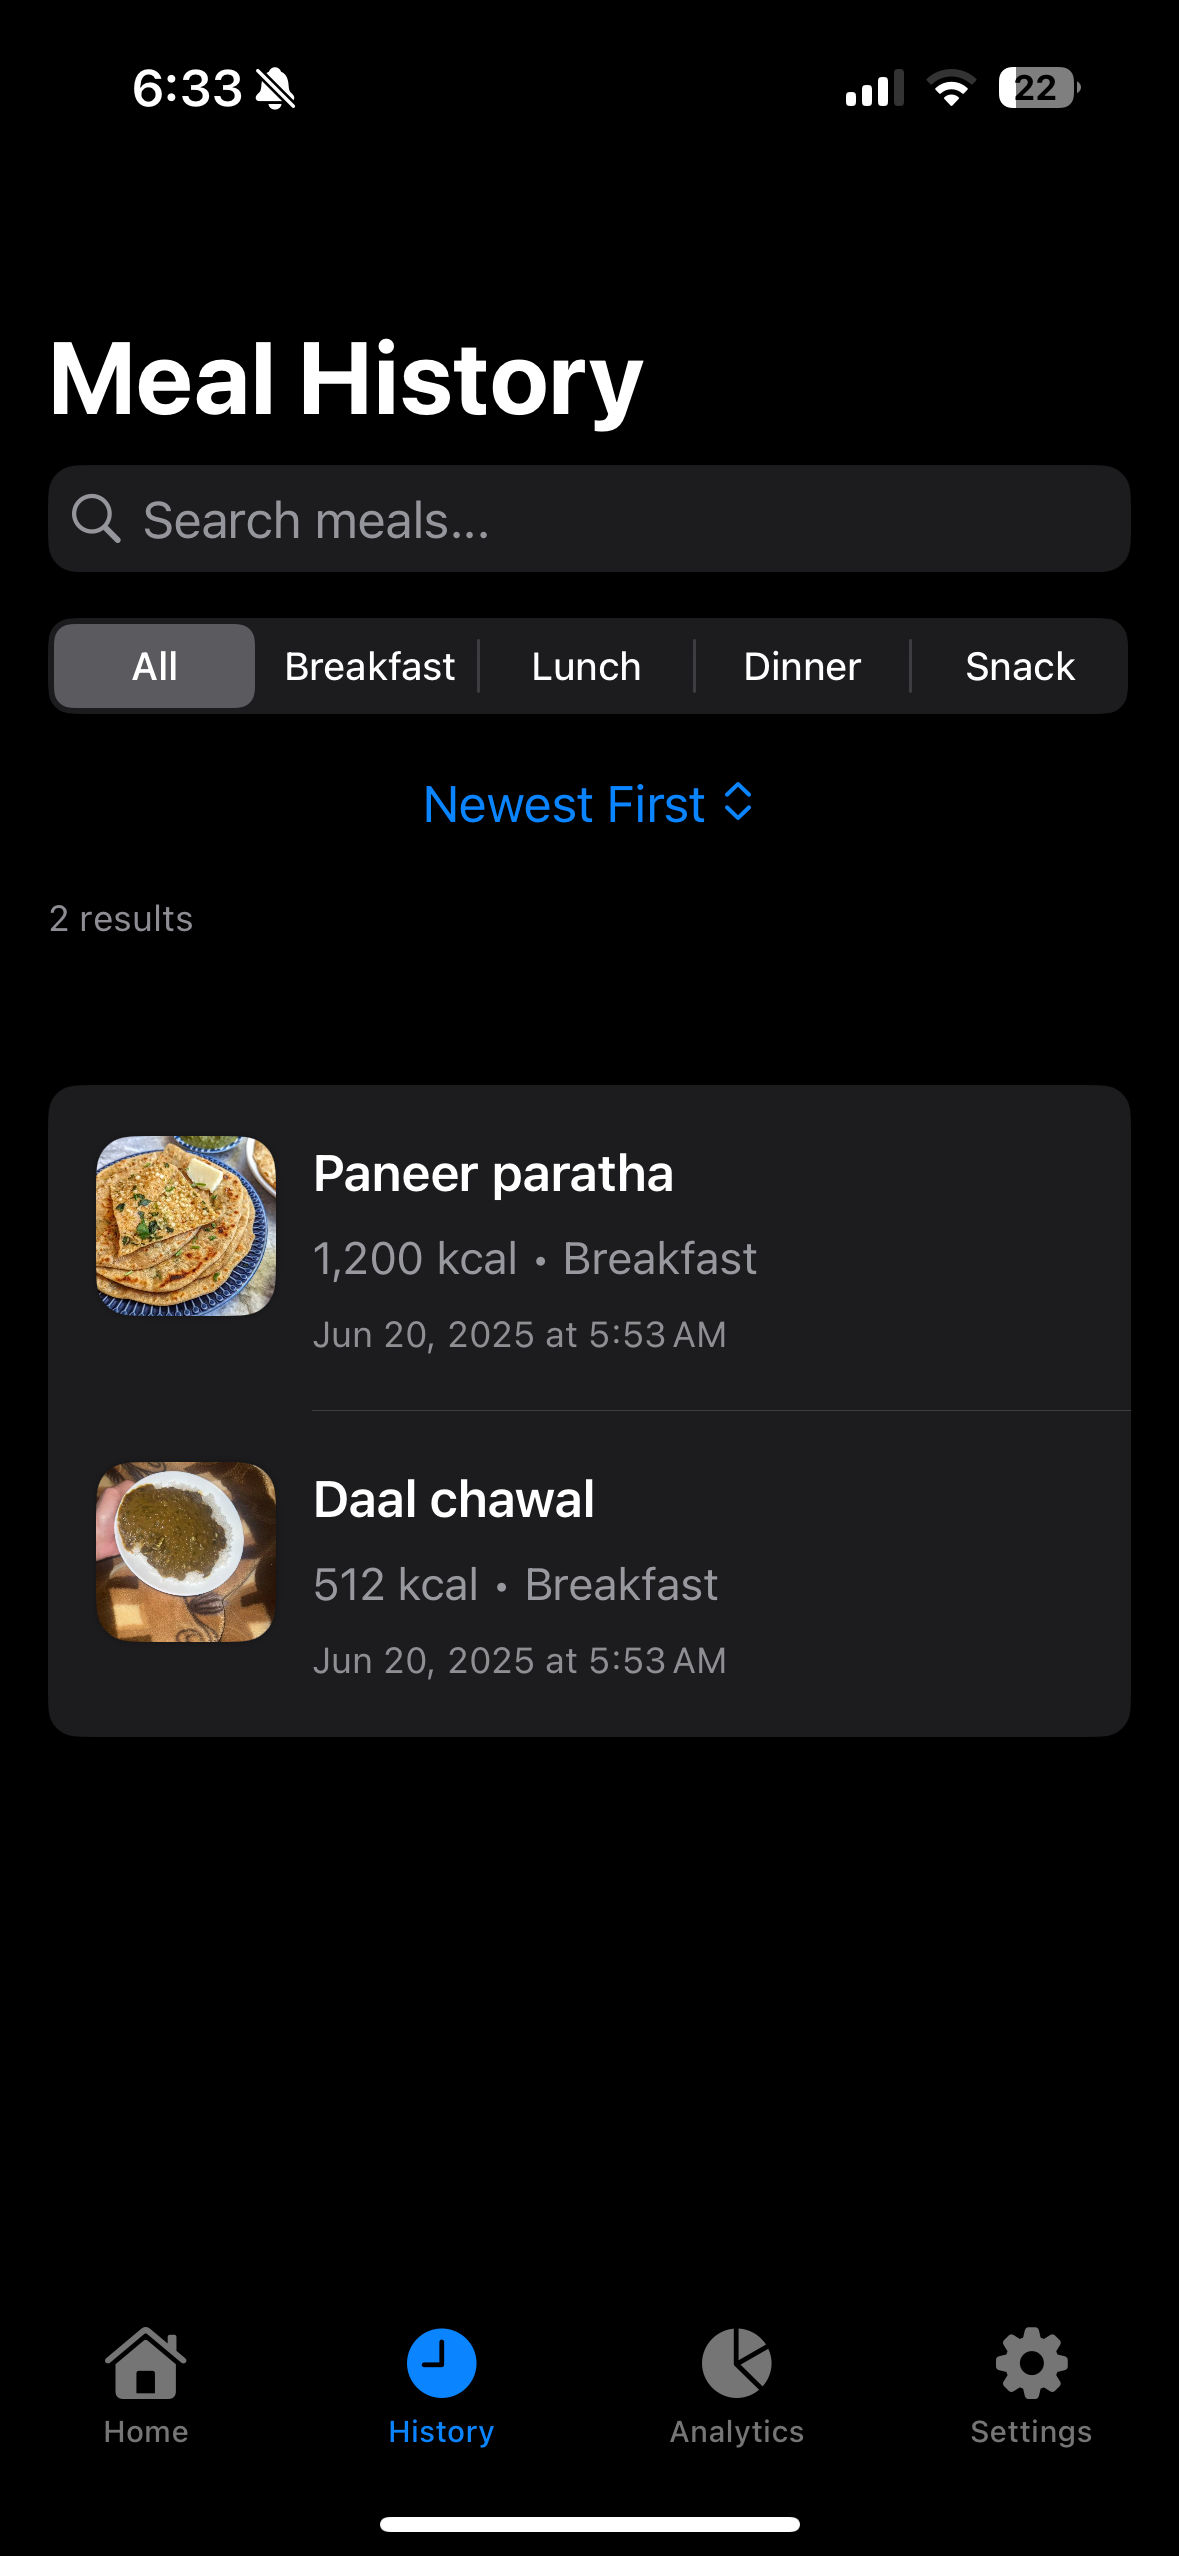 6:33
22
Meal History
Search meals...
All
Breakfast
Lunch
Dinner
Snack
Newest First
2 results
Paneer paratha
1,200 kcal • Breakfast
Jun 20, 2025 at 5:53 AM
Daal chawal
512 kcal • Breakfast
Jun 20, 2025 at 5:53 AM
Home
History
Analytics
Settings